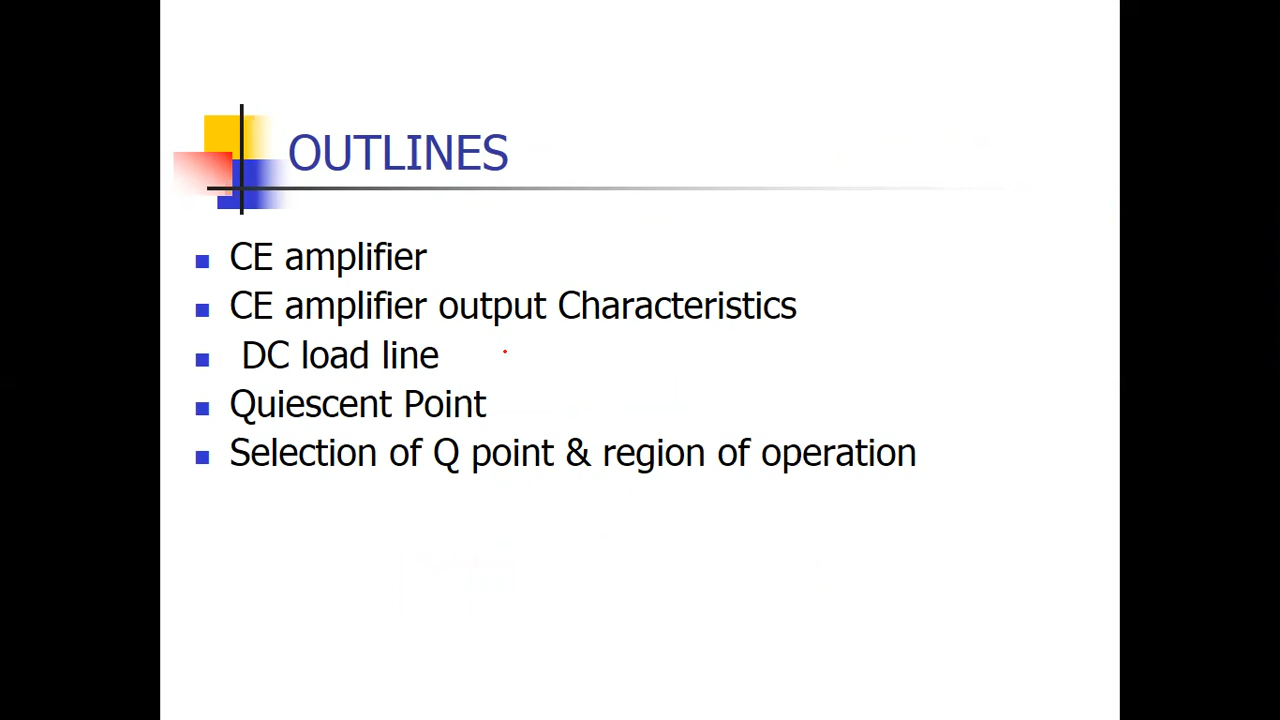 OUTLINES
CE amplifier
CE amplifier output Characteristics
DC load line
Quiescent Point
Selection of Q point & region of operation